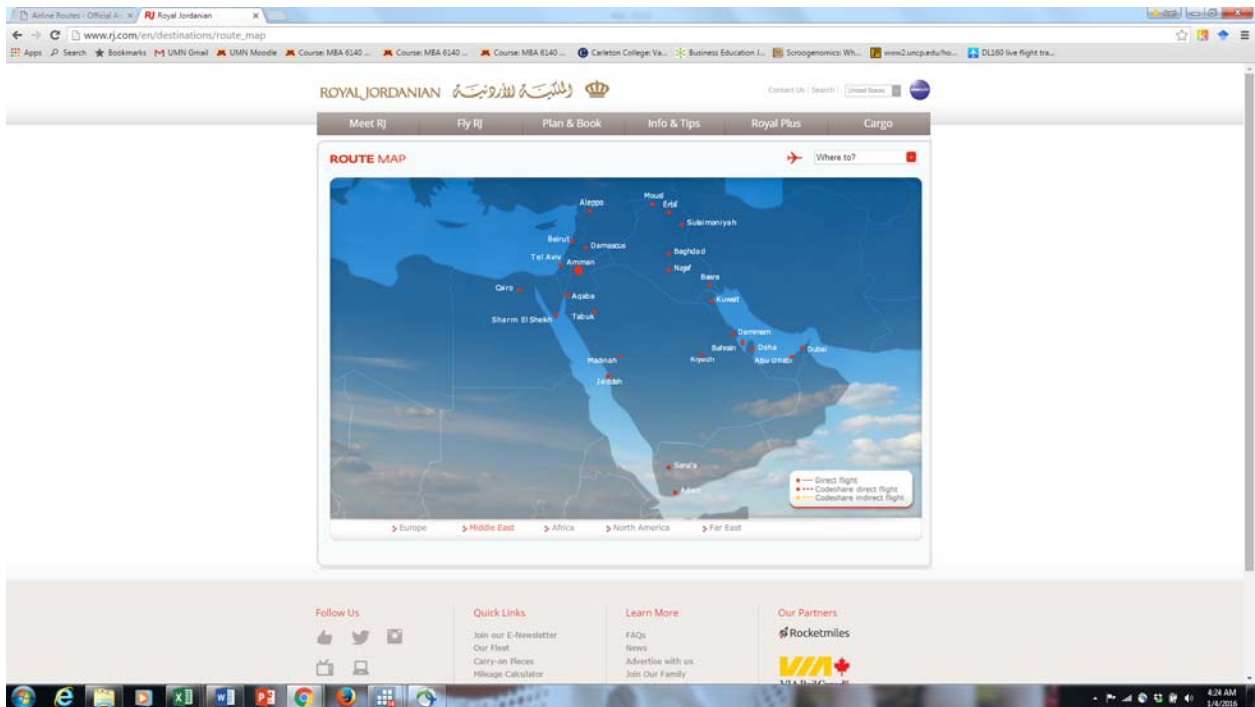 Airline Routes - Official Air
RJ Royal Jordanian
www.rj.com/en/destinations/route_map
Apps Search Bookmarks UMN Gmail UMN Moodle Course: MBA 6140 ... Course: MBA 6140 ... Course: MBA 6140 ... Carleton College: Va... Business Education J... Scroogenomics: Wh... www2.uncp.edu/ho... DL160 live flight tra...
ROYAL JORDANIAN الملكية الأردنية
Contact Us | Search | United States
Meet RJ Fly RJ Plan & Book Info & Tips Royal Plus Cargo
ROUTE MAP
Where to?
Aleppo
Mosul
Erbil
Sulaimaniyah
Beirut
Damascus
Baghdad
Tel Aviv
Amman
Najaf
Basra
Cairo
Aqaba
Kuwait
Sharm El Sheikh
Tabuk
Dammam
Bahrain
Doha
Dubai
Madinah
Riyadh
Abu Dhabi
Jeddah
Sana'a
Aden
Direct flight
Codeshare direct flight
Codeshare indirect flight
Europe Middle East Africa North America Far East
Follow Us
Quick Links
Join our E-Newsletter
Our Fleet
Carry-on Pieces
Mileage Calculator
Learn More
FAQs
News
Advertise with us
Join Our Family
Our Partners
Rocketmiles
VIA
VIA Rail Canada
4:24 AM
1/4/2016